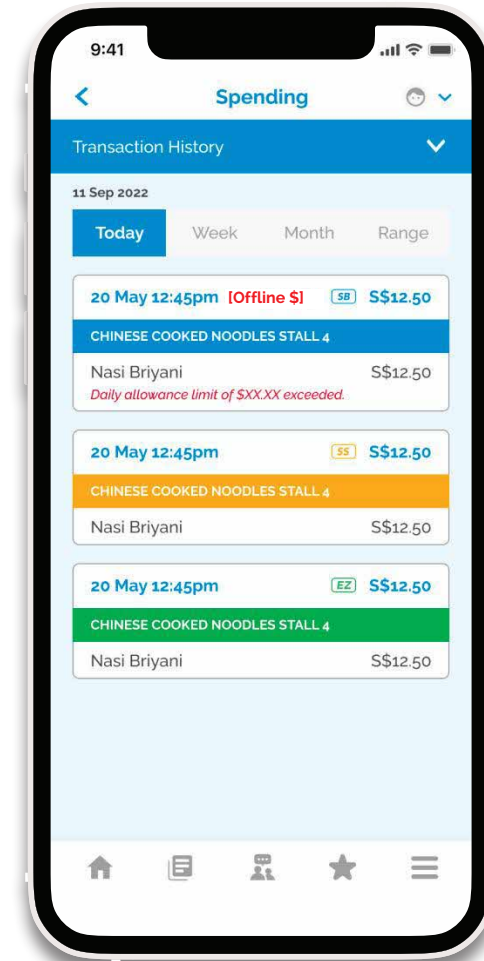 9:41
Spending
Transaction History
11 Sep 2022
Today Week Month Range
20 May 12:45pm [Offline $] SB S$12.50
CHINESE COOKED NOODLES STALL 4
Nasi Briyani S$12.50
Daily allowance limit of $XX.XX exceeded.
20 May 12:45pm SS S$12.50
CHINESE COOKED NOODLES STALL 4
Nasi Briyani S$12.50
20 May 12:45pm EZ S$12.50
CHINESE COOKED NOODLES STALL 4
Nasi Briyani S$12.50